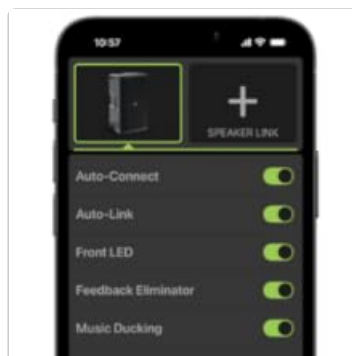 10:57
SPEAKER LINK
Auto-Connect
Auto-Link
Front LED
Feedback Eliminator
Music Ducking